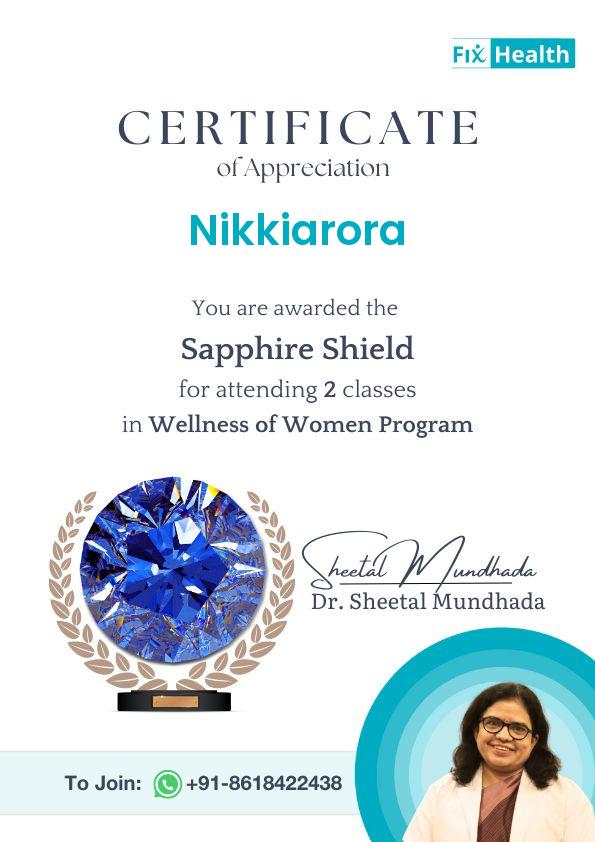 Fix Health
CERTIFICATE
of Appreciation
Nikkiarora
You are awarded the
Sapphire Shield
for attending 2 classes
in Wellness of Women Program
Sheetal Mundhada
Dr. Sheetal Mundhada
To Join: +91-8618422438